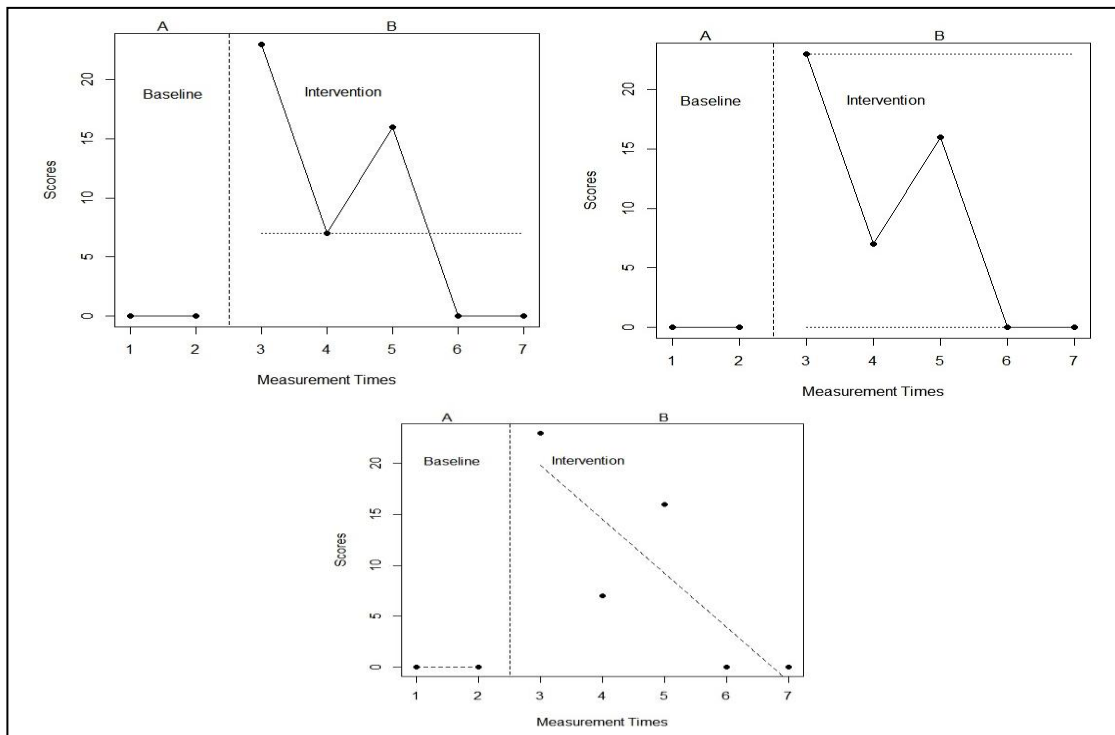 A B
Baseline
Intervention
Scores
20
15
10
5
0
1 2 3 4 5 6 7
Measurement Times
A B
Baseline
Intervention
Scores
20
15
10
5
0
1 2 3 4 5 6 7
Measurement Times
A B
Baseline
Intervention
Scores
20
15
10
5
0
1 2 3 4 5 6 7
Measurement Times